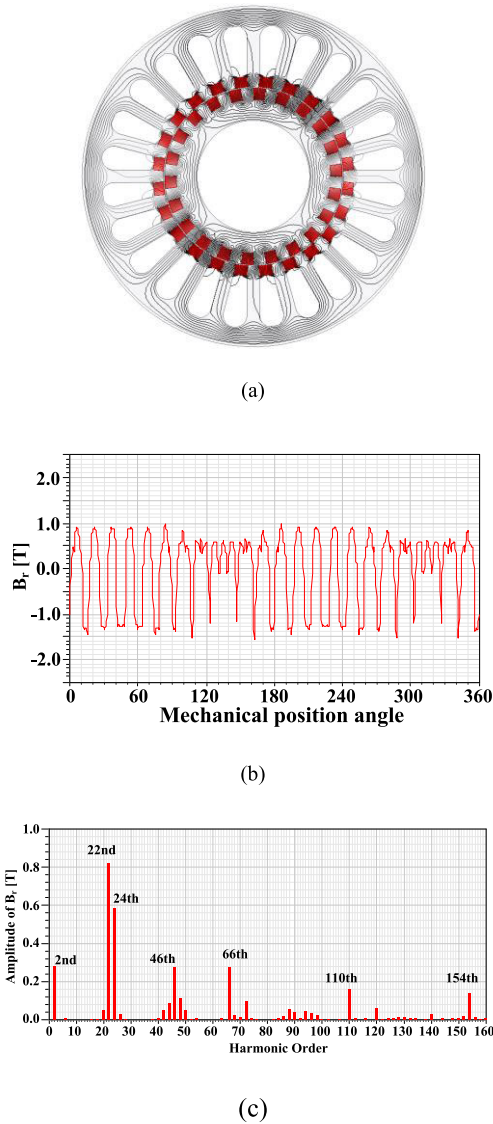 (a)
2.0
1.0
0.0
-1.0
-2.0
B_r [T]
0 60 120 180 240 300 360
Mechanical position angle
(b)
1.0
0.8
0.6
0.4
0.2
0.0
Amplitude of B_r [T]
22nd
24th
2nd
46th
66th
110th
154th
0 10 20 30 40 50 60 70 80 90 100 110 120 130 140 150 160
Harmonic Order
(c)